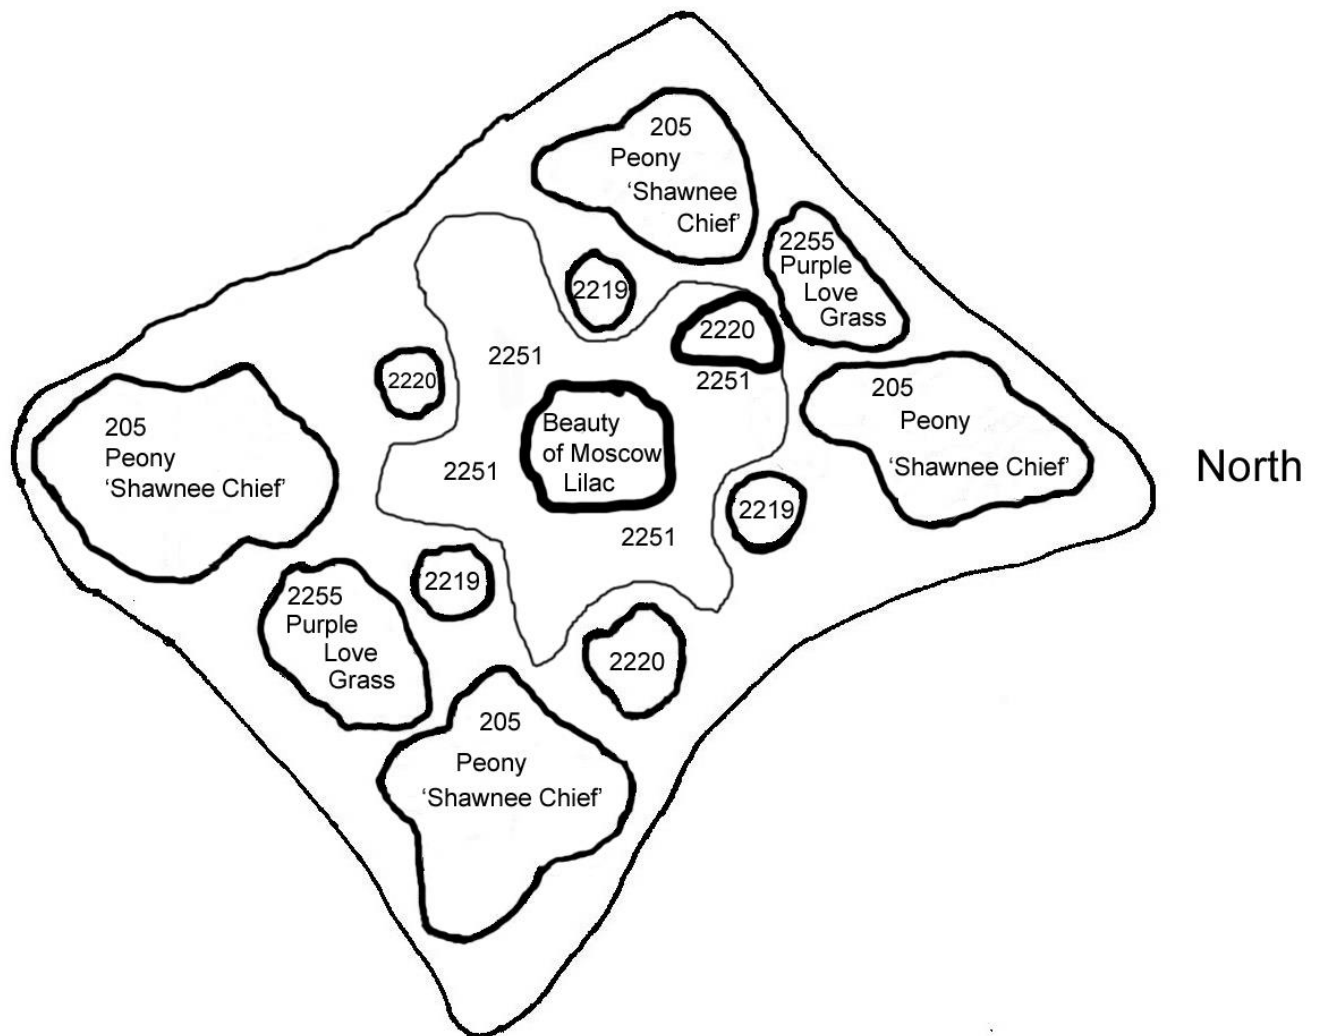 205
Peony
‘Shawnee
Chief’
2255
Purple
Love
Grass
2219
2220
2251
2251
2220
205
Peony
‘Shawnee Chief’
Beauty
of Moscow
Lilac
205
Peony
‘Shawnee Chief’
North
2251
2219
2251
2219
2255
Purple
Love
Grass
2220
205
Peony
‘Shawnee Chief’